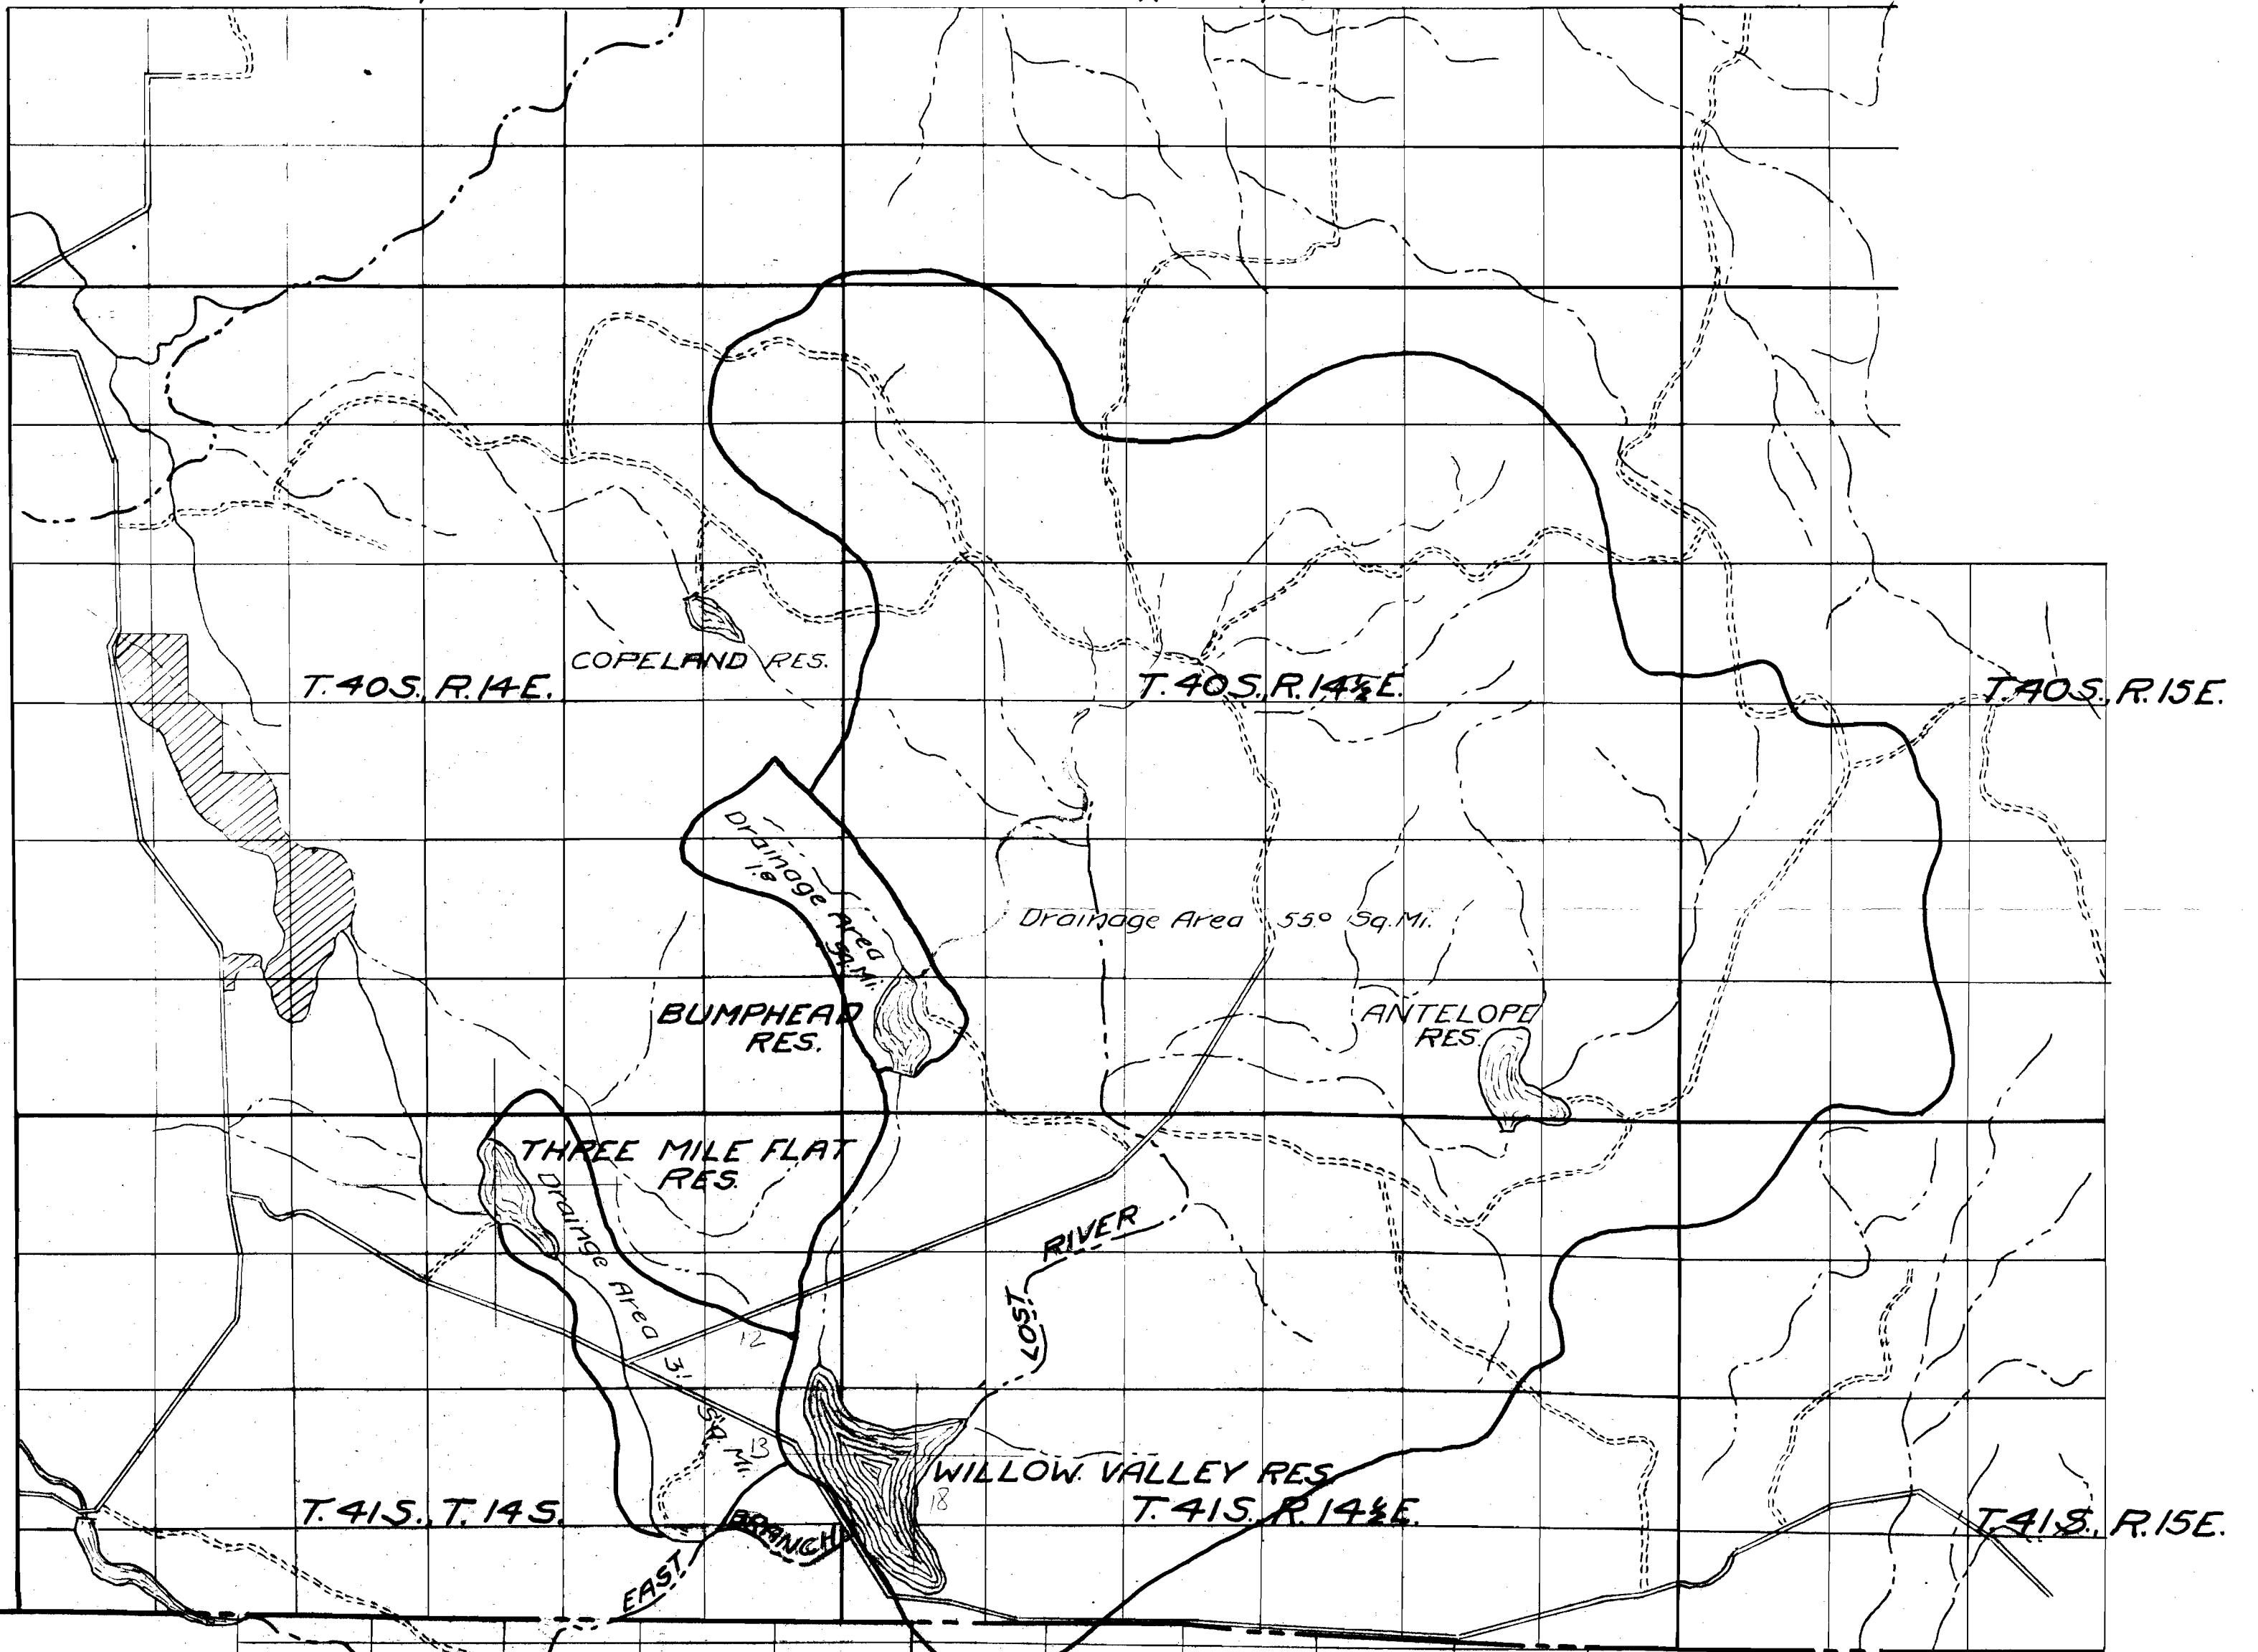 COPELAND RES.
T. 40S., R. 14E.
T. 40S., R. 14½E.
T. 40S., R. 15E.
Drainage Area
1.8
Sq. Mi.
Drainage Area 55.0 Sq. Mi.
BUMPHEAD
RES.
ANTELOPE
RES.
THREE MILE FLAT
RES.
Drainge Area 3.1 Sq. Mi.
LOST RIVER
12
13
18
WILLOW VALLEY RES.
T. 41S., T. 14S.
T. 41S., R. 14½E.
T. 41S., R. 15E.
EAST BRANCH